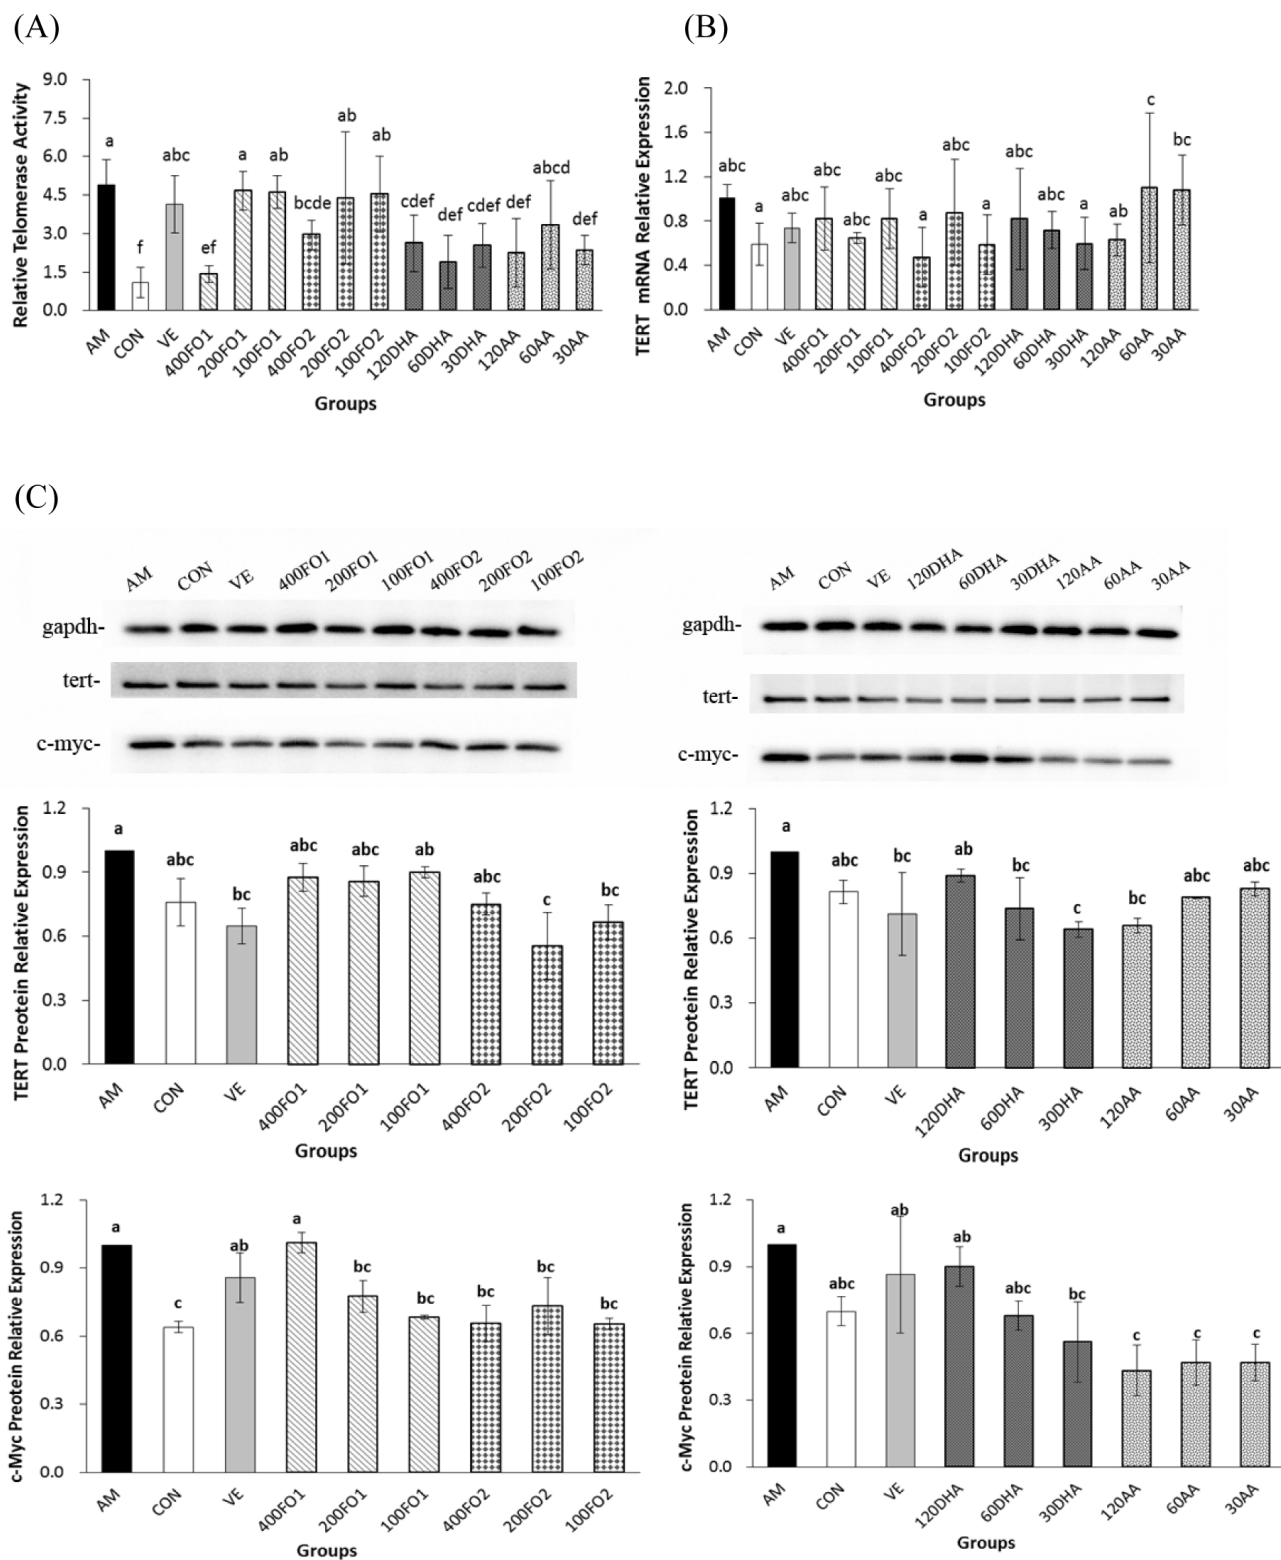 (A)
Relative Telomerase Activity
9.0
7.5
6.0
4.5
3.0
1.5
0.0
a f abc ef a ab bcde ab ab cdef def cdef def abcd def
AM CON VE 400FO1 200FO1 100FO1 400FO2 200FO2 100FO2 120DHA 60DHA 30DHA 120AA 60AA 30AA
Groups
(B)
TERT mRNA Relative Expression
2.0
1.6
1.2
0.8
0.4
0.0
abc a abc abc abc abc a abc a abc abc a ab c bc
AM CON VE 400FO1 200FO1 100FO1 400FO2 200FO2 100FO2 120DHA 60DHA 30DHA 120AA 60AA 30AA
Groups
(C)
AM CON VE 400FO1 200FO1 100FO1 400FO2 200FO2 100FO2
gapdh-
tert-
c-myc-
AM CON VE 120DHA 60DHA 30DHA 120AA 60AA 30AA
gapdh-
tert-
c-myc-
TERT Preotein Relative Expression
1.2
0.9
0.6
0.3
0.0
a abc bc abc abc ab abc c bc
AM CON VE 400FO1 200FO1 100FO1 400FO2 200FO2 100FO2
Groups
TERT Preotein Relative Expression
1.2
0.9
0.6
0.3
0.0
a abc bc ab bc c bc abc abc
AM CON VE 120DHA 60DHA 30DHA 120AA 60AA 30AA
Groups
c-Myc Preotein Relative Expression
1.2
0.9
0.6
0.3
0.0
a c ab a bc bc bc bc bc
AM CON VE 400FO1 200FO1 100FO1 400FO2 200FO2 100FO2
Groups
c-Myc Preotein Relative Expression
1.2
0.9
0.6
0.3
0.0
a abc ab ab abc bc c c c
AM CON VE 120DHA 60DHA 30DHA 120AA 60AA 30AA
Groups